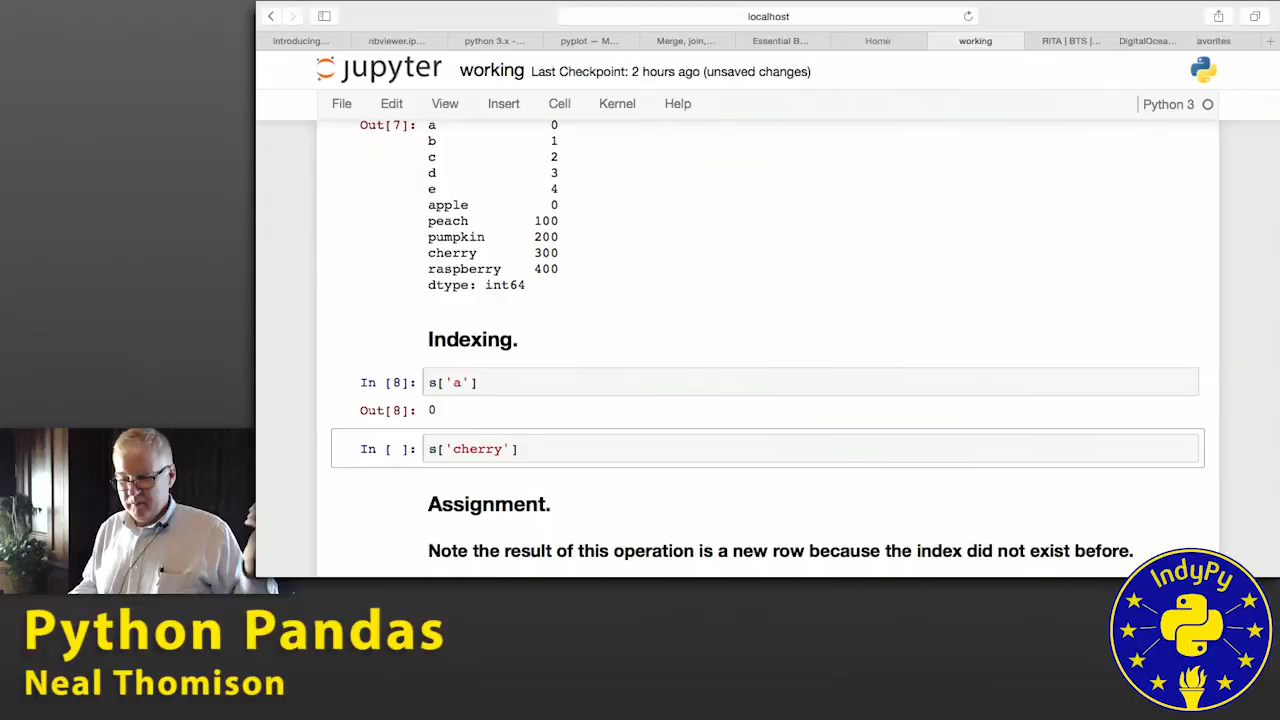 localhost
Introducing... nbviewer.ip... python 3.x -... pyplot — M... Merge, join,... Essential B... Home working RITA | BTS |... DigitalOcea... avorites
jupyter working Last Checkpoint: 2 hours ago (unsaved changes)
File Edit View Insert Cell Kernel Help Python 3
Out[7]: a 0
b 1
c 2
d 3
e 4
apple 0
peach 100
pumpkin 200
cherry 300
raspberry 400
dtype: int64
Indexing.
In [8]: s['a']
Out[8]: 0
In [ ]: s['cherry']
Assignment.
Note the result of this operation is a new row because the index did not exist before.
IndyPy
Python Pandas
Neal Thomison